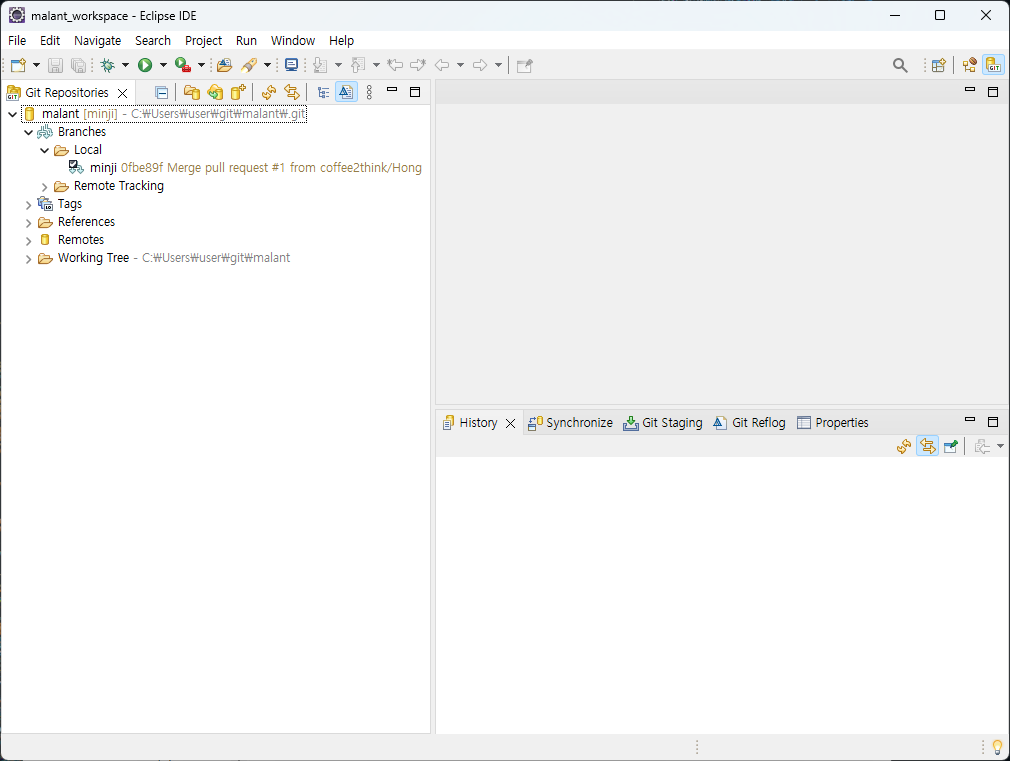 malant_workspace - Eclipse IDE
File Edit Navigate Search Project Run Window Help
Git Repositories
malant [minji] - C:₩Users₩user₩git₩malant₩.git
Branches
Local
minji 0fbe89f Merge pull request #1 from coffee2think/Hong
Remote Tracking
Tags
References
Remotes
Working Tree - C:₩Users₩user₩git₩malant
History Synchronize Git Staging Git Reflog Properties